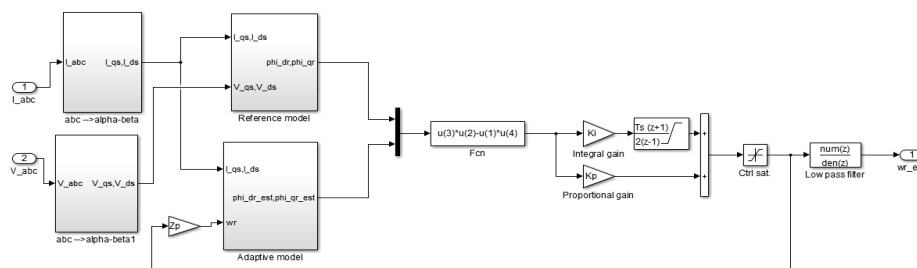 I_abc
I_qs,I_ds
1
I_abc
abc -->alpha-beta
I_qs,I_ds
phi_dr,phi_qr
V_qs,V_ds
Reference model
2
V_abc
V_abc
V_qs,V_ds
abc -->alpha-beta1
I_qs,I_ds
phi_dr_est,phi_qr_est
wr
Adaptive model
Zp
u(3)*u(2)-u(1)*u(4)
Fcn
Ki
Integral gain
Ts (z+1)
2(z-1)
Kp
Proportional gain
+
+
Ctrl sat.
num(z)
den(z)
Low pass filter
1
wr_e